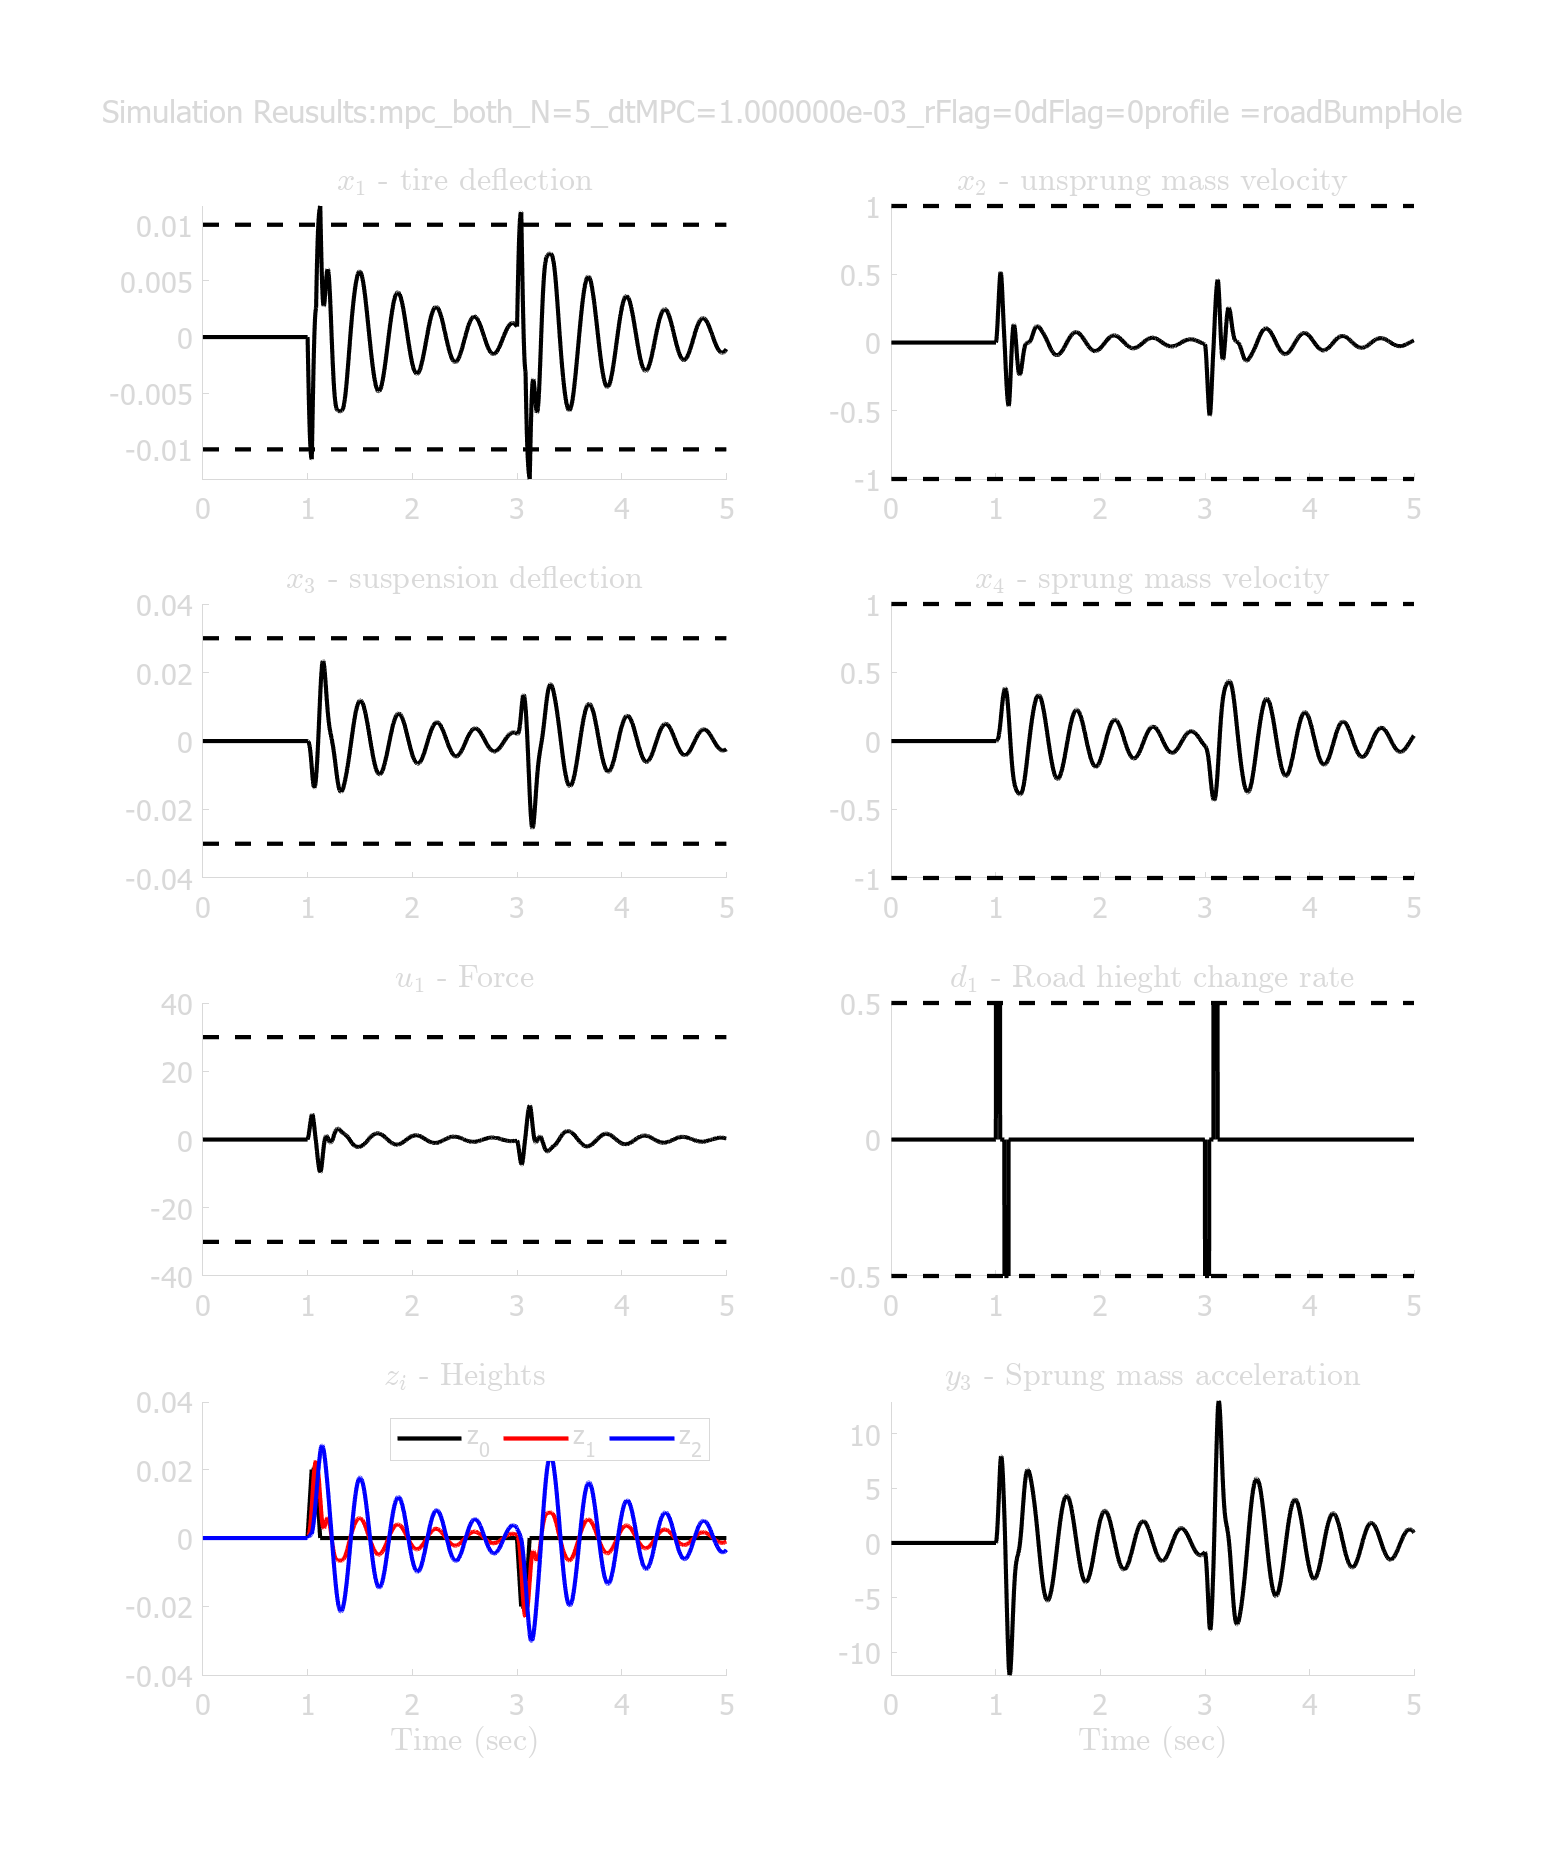 Simulation Reusults:mpc_both_N=5_dtMPC=1.000000e-03_rFlag=0dFlag=0profile =roadBumpHole
x₁ - tire deflection
0.01
0.005
0
-0.005
-0.01
0 1 2 3 4 5
x₂ - unsprung mass velocity
1
0.5
0
-0.5
-1
0 1 2 3 4 5
x₃ - suspension deflection
0.04
0.02
0
-0.02
-0.04
0 1 2 3 4 5
x₄ - sprung mass velocity
1
0.5
0
-0.5
-1
0 1 2 3 4 5
u₁ - Force
40
20
0
-20
-40
0 1 2 3 4 5
d₁ - Road hieght change rate
0.5
0
-0.5
0 1 2 3 4 5
zᵢ - Heights
z₀ z₁ z₂
0.04
0.02
0
-0.02
-0.04
0 1 2 3 4 5
Time (sec)
y₃ - Sprung mass acceleration
10
5
0
-5
-10
0 1 2 3 4 5
Time (sec)